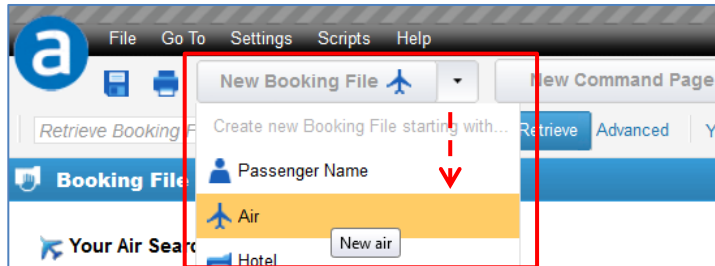 a
File Go To Settings Scripts Help
New Booking File New Command Page
Retrieve Booking F Create new Booking File starting with... Retrieve Advanced Y
Booking File Passenger Name
Air
Your Air Searc New air
Hotel